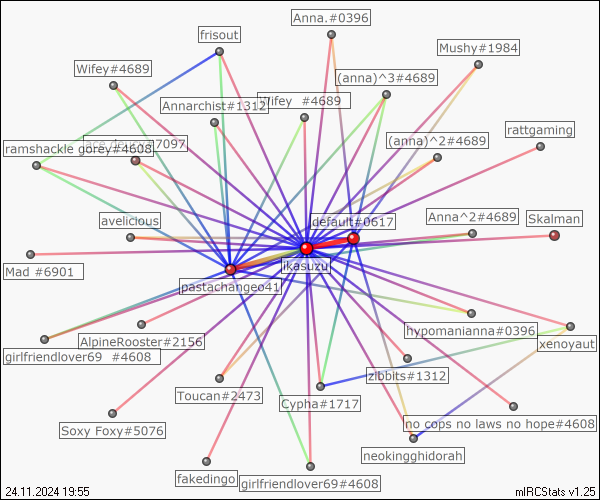 Anna.#0396
frisout
Mushy#1984
Wifey#4689
(anna)^3#4689
Annarchist#1312
Wifey  #4689
rattgaming
(anna)^2#4689
7097
ramshackle gorey#4608
avelicious
default#0617
Anna^2#4689
Skalman
ikasuzu
Mad #6901
pastachangeo41
hypomanianna#0396
AlpineRooster#2156
xenoyaut
girlfriendlover69  #4608
zibbits#1312
Toucan#2473
Cypha#1717
no cops no laws no hope#4608
Soxy Foxy#5076
neokingghidorah
fakedingo
girlfriendlover69#4608
24.11.2024 19:55
mIRCStats v1.25